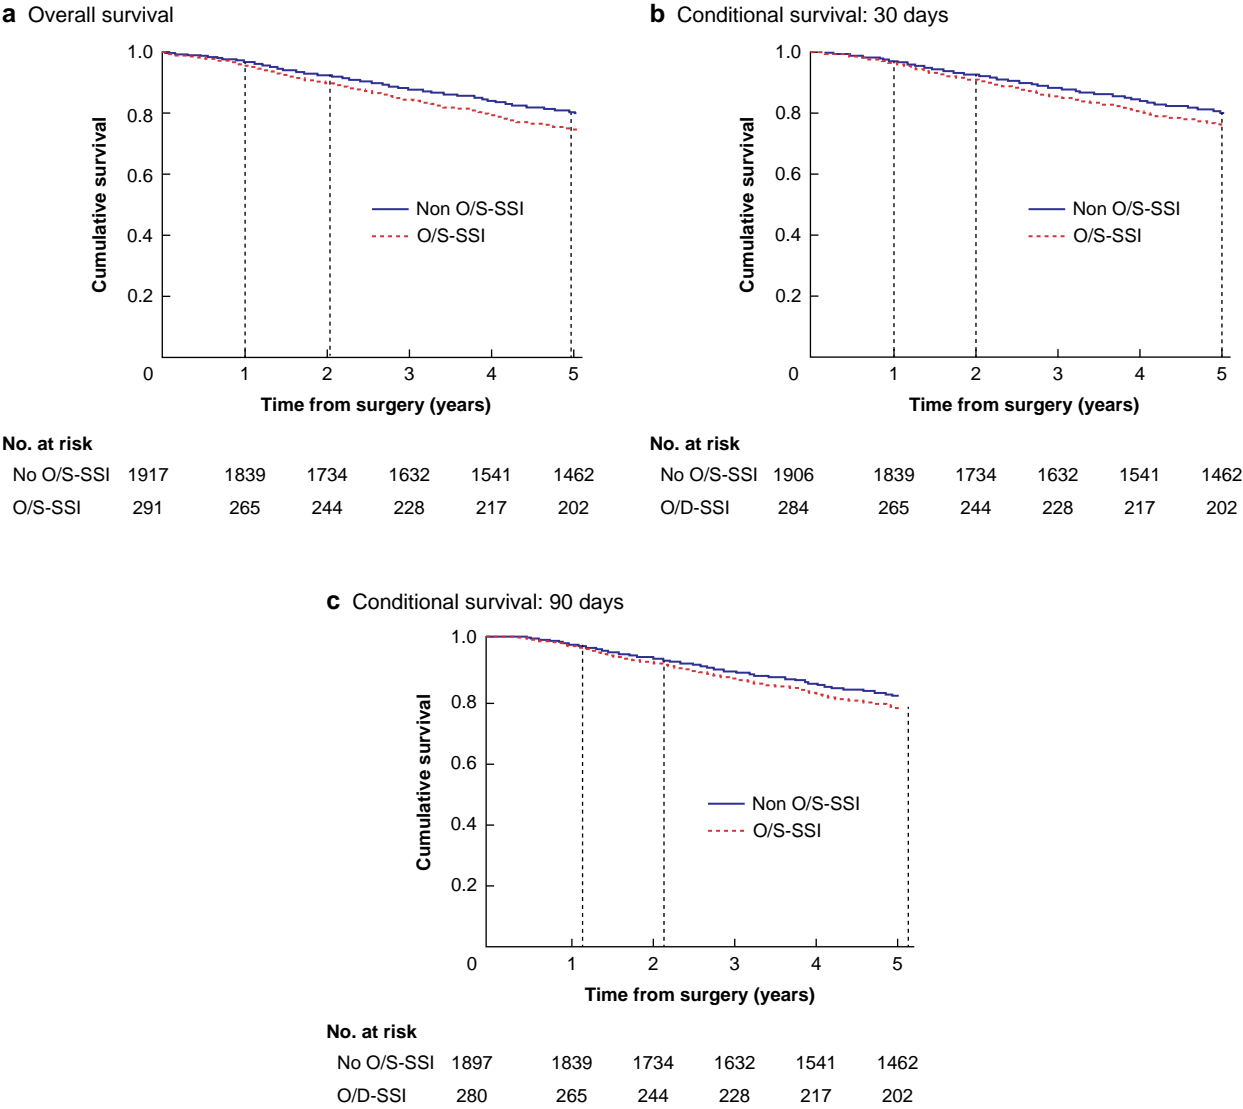 a Overall survival
1.0
0.8
0.6
0.4
0.2
0
Cumulative survival
Non O/S-SSI
O/S-SSI
1 2 3 4 5
Time from surgery (years)
No. at risk
No O/S-SSI 1917 1839 1734 1632 1541 1462
O/S-SSI 291 265 244 228 217 202
b Conditional survival: 30 days
1.0
0.8
0.6
0.4
0.2
0
Cumulative survival
Non O/S-SSI
O/S-SSI
1 2 3 4 5
Time from surgery (years)
No. at risk
No O/S-SSI 1906 1839 1734 1632 1541 1462
O/D-SSI 284 265 244 228 217 202
c Conditional survival: 90 days
1.0
0.8
0.6
0.4
0.2
0
Cumulative survival
Non O/S-SSI
O/S-SSI
1 2 3 4 5
Time from surgery (years)
No. at risk
No O/S-SSI 1897 1839 1734 1632 1541 1462
O/D-SSI 280 265 244 228 217 202